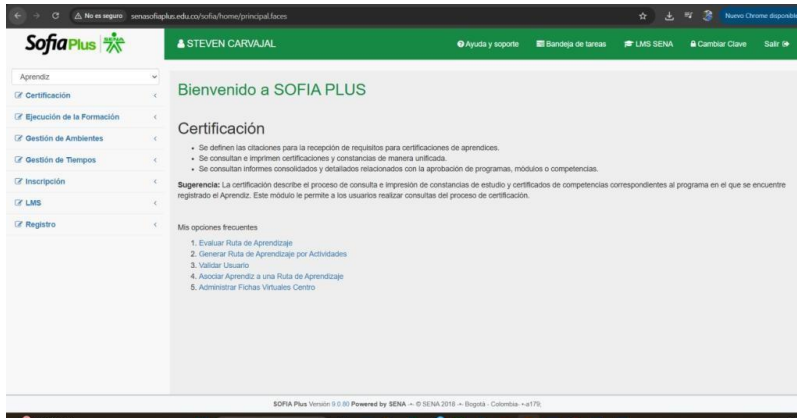 No es seguro senasofiaplus.edu.co/sofia/home/principal.faces Nuevo Chrome disponible
Sofia Plus SENA
STEVEN CARVAJAL Ayuda y soporte Bandeja de tareas LMS SENA Cambiar Clave Salir
Aprendiz
Certificación
Ejecución de la Formación
Gestión de Ambientes
Gestión de Tiempos
Inscripción
LMS
Registro
Bienvenido a SOFIA PLUS
Certificación
• Se definen las citaciones para la recepción de requisitos para certificaciones de aprendices.
• Se consultan e imprimen certificaciones y constancias de manera unificada.
• Se consultan informes consolidados y detallados relacionados con la aprobación de programas, módulos o competencias.
Sugerencia: La certificación describe el proceso de consulta e impresión de constancias de estudio y certificados de competencias correspondientes al programa en el que se encuentre
registrado el Aprendiz. Este módulo le permite a los usuarios realizar consultas del proceso de certificación.
Mis opciones frecuentes
1. Evaluar Ruta de Aprendizaje
2. Generar Ruta de Aprendizaje por Actividades
3. Validar Usuario
4. Asociar Aprendiz a una Ruta de Aprendizaje
5. Administrar Fichas Virtuales Centro
SOFIA Plus Versión 9.0.80 Powered by SENA -•- © SENA 2018 -•- Bogotá - Colombia -•-a179;